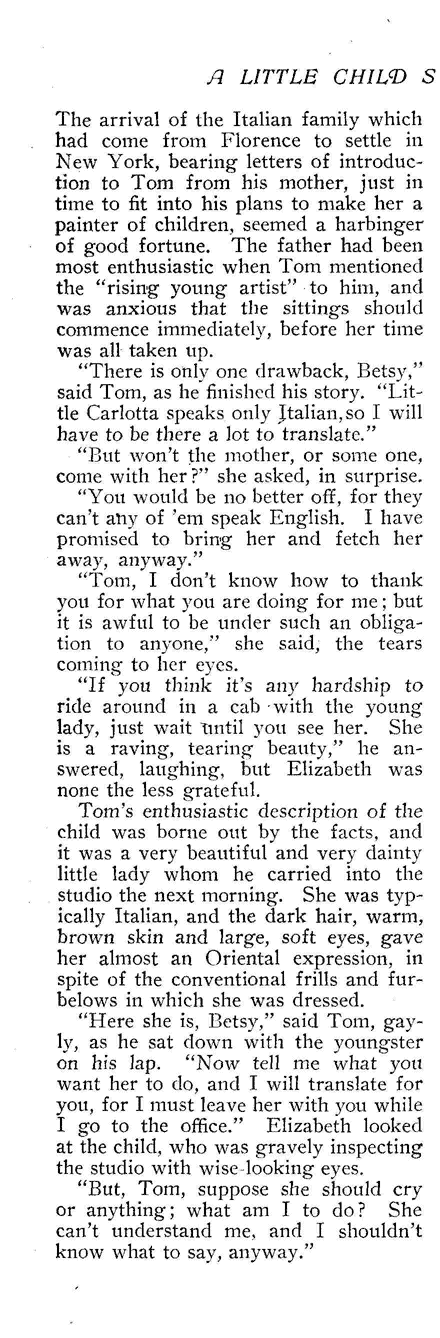 A LITTLE CHILD S
The arrival of the Italian family which
had come from Florence to settle in
New York, bearing letters of introduc-
tion to Tom from his mother, just in
time to fit into his plans to make her a
painter of children, seemed a harbinger
of good fortune. The father had been
most enthusiastic when Tom mentioned
the "rising young artist" to him, and
was anxious that the sittings should
commence immediately, before her time
was all taken up.
"There is only one drawback, Betsy,"
said Tom, as he finished his story. "Lit-
tle Carlotta speaks only Italian, so I will
have to be there a lot to translate."
"But won't the mother, or some one,
come with her?" she asked, in surprise.
"You would be no better off, for they
can't any of 'em speak English. I have
promised to bring her and fetch her
away, anyway."
"Tom, I don't know how to thank
you for what you are doing for me; but
it is awful to be under such an obliga-
tion to anyone," she said, the tears
coming to her eyes.
"If you think it's any hardship to
ride around in a cab with the young
lady, just wait until you see her. She
is a raving, tearing beauty," he an-
swered, laughing, but Elizabeth was
none the less grateful.
Tom's enthusiastic description of the
child was borne out by the facts, and
it was a very beautiful and very dainty
little lady whom he carried into the
studio the next morning. She was typ-
ically Italian, and the dark hair, warm,
brown skin and large, soft eyes, gave
her almost an Oriental expression, in
spite of the conventional frills and fur-
belows in which she was dressed.
"Here she is, Betsy," said Tom, gay-
ly, as he sat down with the youngster
on his lap. "Now tell me what you
want her to do, and I will translate for
you, for I must leave her with you while
I go to the office." Elizabeth looked
at the child, who was gravely inspecting
the studio with wise-looking eyes.
"But, Tom, suppose she should cry
or anything; what am I to do? She
can't understand me, and I shouldn't
know what to say, anyway."